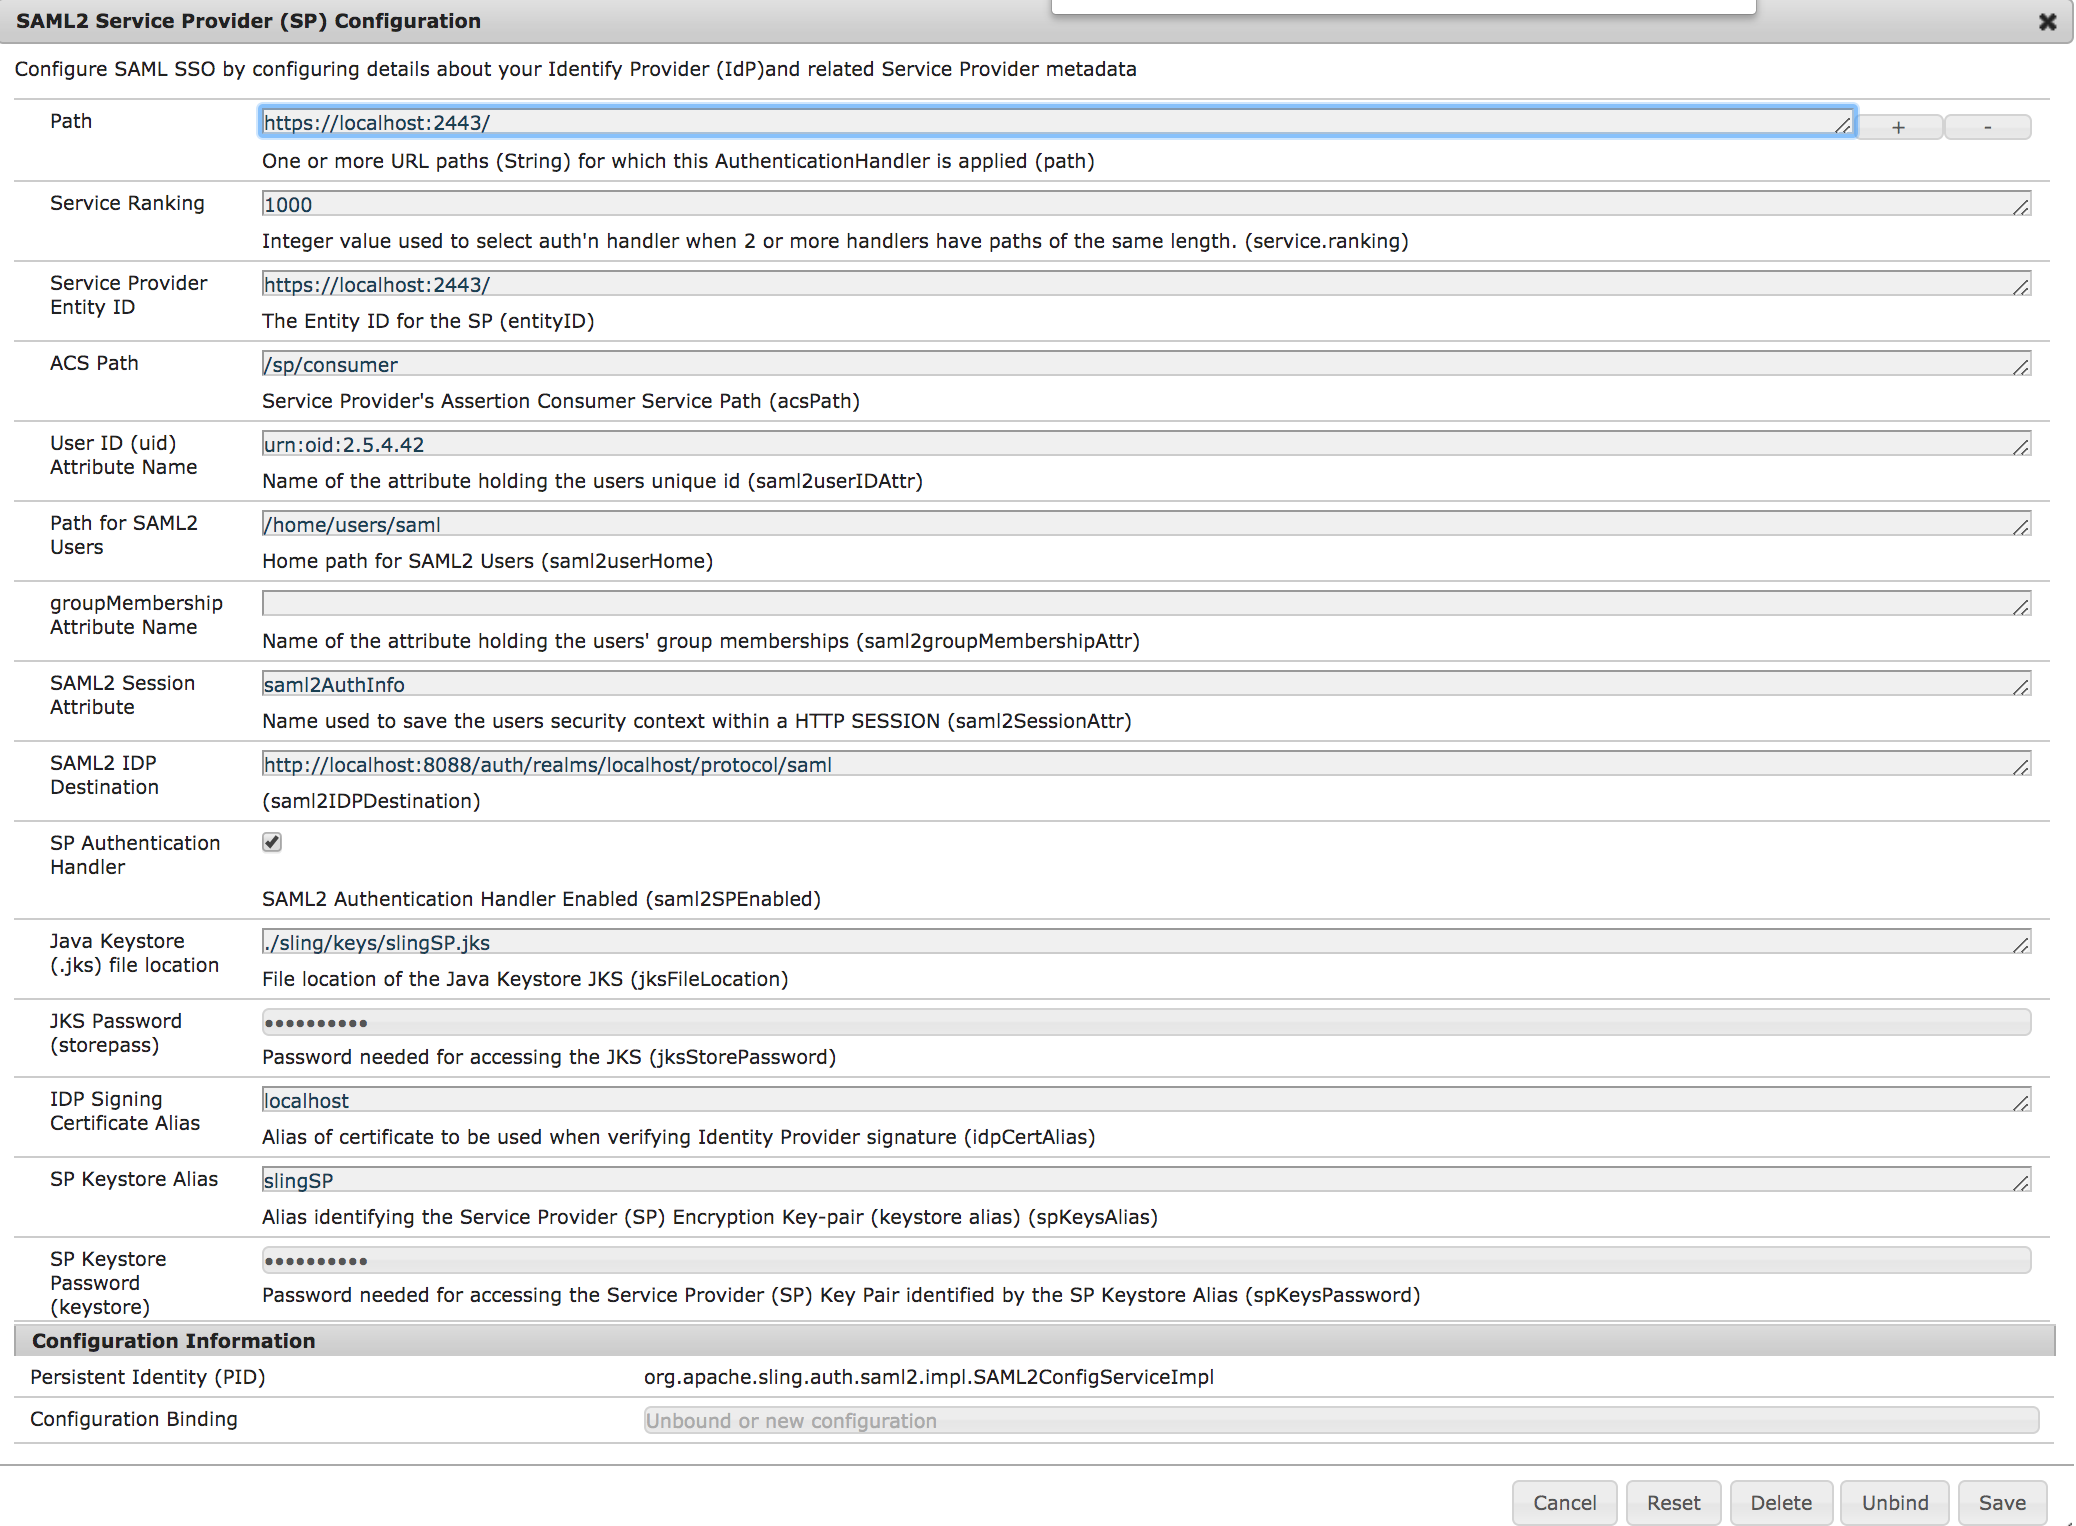 SAML2 Service Provider (SP) Configuration
Configure SAML SSO by configuring details about your Identify Provider (IdP)and related Service Provider metadata
Path
https://localhost:2443/
+
-
One or more URL paths (String) for which this AuthenticationHandler is applied (path)
Service Ranking
1000
Integer value used to select auth'n handler when 2 or more handlers have paths of the same length. (service.ranking)
Service Provider
Entity ID
https://localhost:2443/
The Entity ID for the SP (entityID)
ACS Path
/sp/consumer
Service Provider's Assertion Consumer Service Path (acsPath)
User ID (uid)
Attribute Name
urn:oid:2.5.4.42
Name of the attribute holding the users unique id (saml2userIDAttr)
Path for SAML2
Users
/home/users/saml
Home path for SAML2 Users (saml2userHome)
groupMembership
Attribute Name
Name of the attribute holding the users' group memberships (saml2groupMembershipAttr)
SAML2 Session
Attribute
saml2AuthInfo
Name used to save the users security context within a HTTP SESSION (saml2SessionAttr)
SAML2 IDP
Destination
http://localhost:8088/auth/realms/localhost/protocol/saml
(saml2IDPDestination)
SP Authentication
Handler
SAML2 Authentication Handler Enabled (saml2SPEnabled)
Java Keystore
(.jks) file location
./sling/keys/slingSP.jks
File location of the Java Keystore JKS (jksFileLocation)
JKS Password
(storepass)
••••••••••
Password needed for accessing the JKS (jksStorePassword)
IDP Signing
Certificate Alias
localhost
Alias of certificate to be used when verifying Identity Provider signature (idpCertAlias)
SP Keystore Alias
slingSP
Alias identifying the Service Provider (SP) Encryption Key-pair (keystore alias) (spKeysAlias)
SP Keystore
Password
(keystore)
••••••••••
Password needed for accessing the Service Provider (SP) Key Pair identified by the SP Keystore Alias (spKeysPassword)
Configuration Information
Persistent Identity (PID)
org.apache.sling.auth.saml2.impl.SAML2ConfigServiceImpl
Configuration Binding
Unbound or new configuration
Cancel
Reset
Delete
Unbind
Save